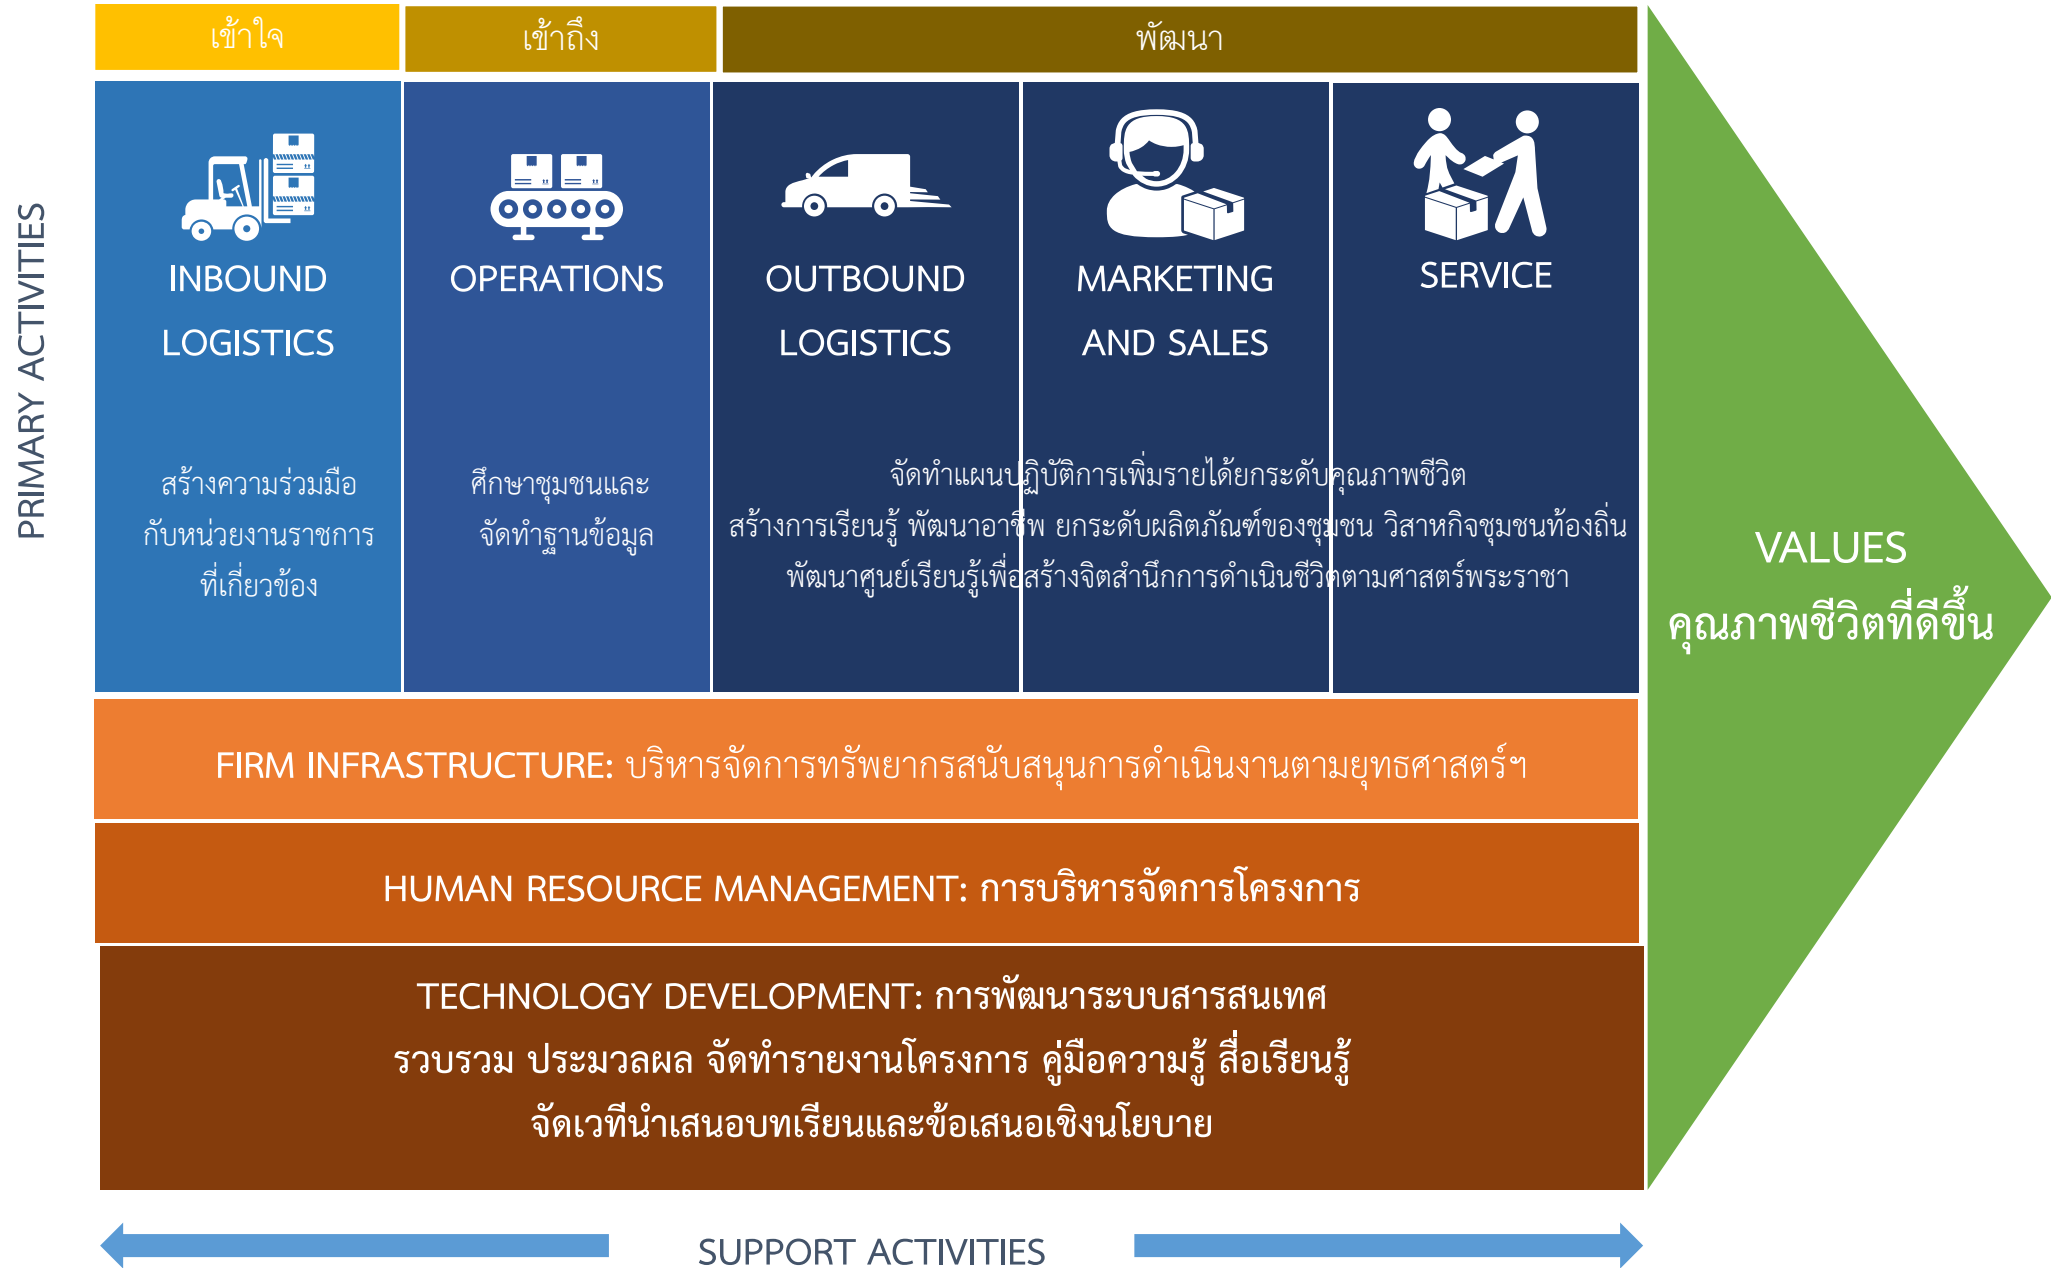 เข้าใจ
เข้าถึง
พัฒนา
PRIMARY ACTIVITIES
INBOUND
LOGISTICS
สร้างความร่วมมือ
กับหน่วยงานราชการ
ที่เกี่ยวข้อง
OPERATIONS
ศึกษาชุมชนและ
จัดทำฐานข้อมูล
OUTBOUND
LOGISTICS
MARKETING
AND SALES
SERVICE
จัดทำแผนปฏิบัติการเพิ่มรายได้ยกระดับคุณภาพชีวิต
สร้างการเรียนรู้ พัฒนาอาชีพ ยกระดับผลิตภัณฑ์ของชุมชน วิสาหกิจชุมชนท้องถิ่น
พัฒนาศูนย์เรียนรู้เพื่อสร้างจิตสำนึกการดำเนินชีวิตตามศาสตร์พระราชา
VALUES
คุณภาพชีวิตที่ดีขึ้น
FIRM INFRASTRUCTURE: บริหารจัดการทรัพยากรสนับสนุนการดำเนินงานตามยุทธศาสตร์ฯ
HUMAN RESOURCE MANAGEMENT: การบริหารจัดการโครงการ
TECHNOLOGY DEVELOPMENT: การพัฒนาระบบสารสนเทศ
รวบรวม ประมวลผล จัดทำรายงานโครงการ คู่มือความรู้ สื่อเรียนรู้
จัดเวทีนำเสนอบทเรียนและข้อเสนอเชิงนโยบาย
SUPPORT ACTIVITIES